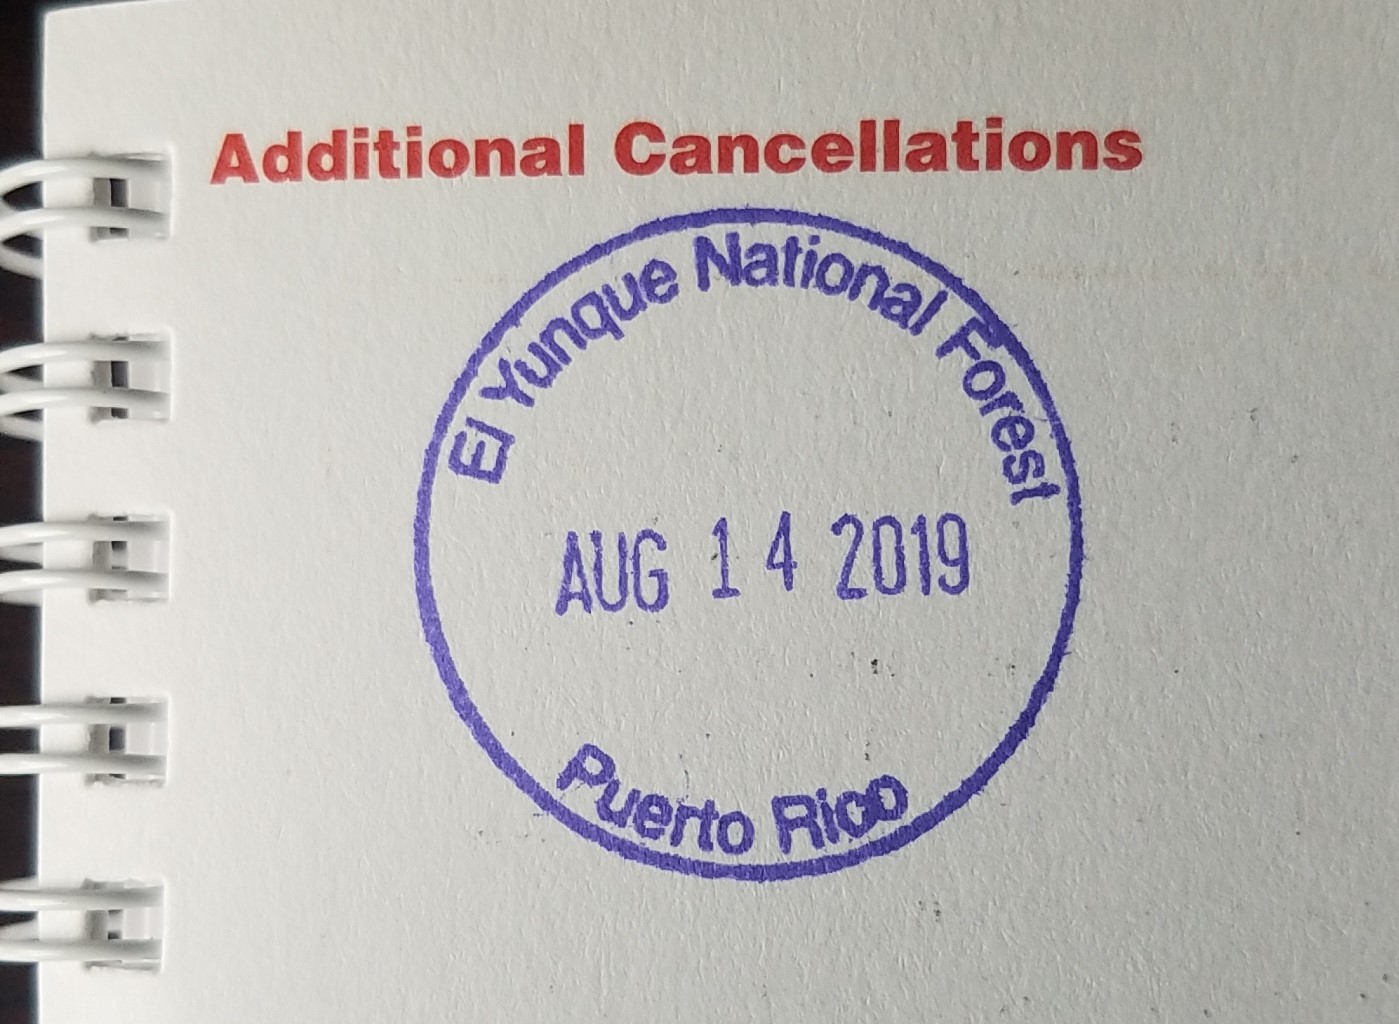 Additional Cancellations
El Yunque National Forest
AUG 14 2019
Puerto Rico